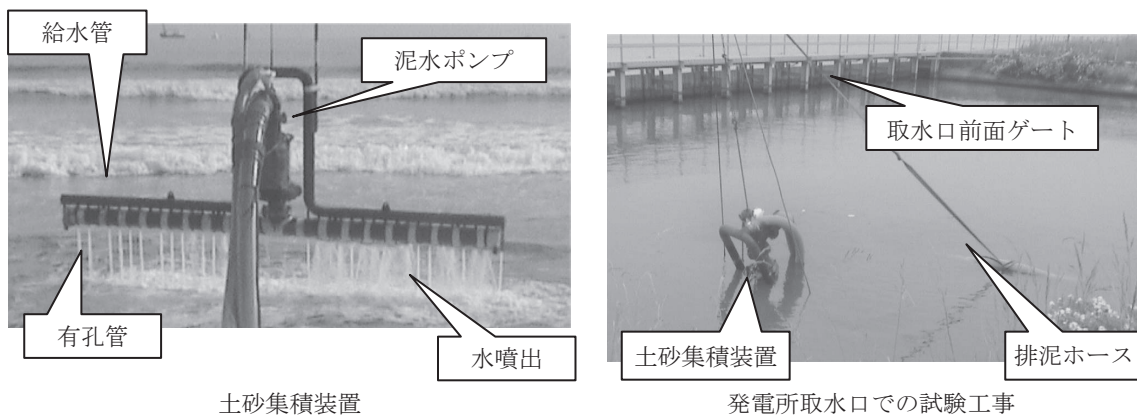 給水管
泥水ポンプ
有孔管
水噴出
土砂集積装置
取水口前面ゲート
土砂集積装置
排泥ホース
発電所取水口での試験工事